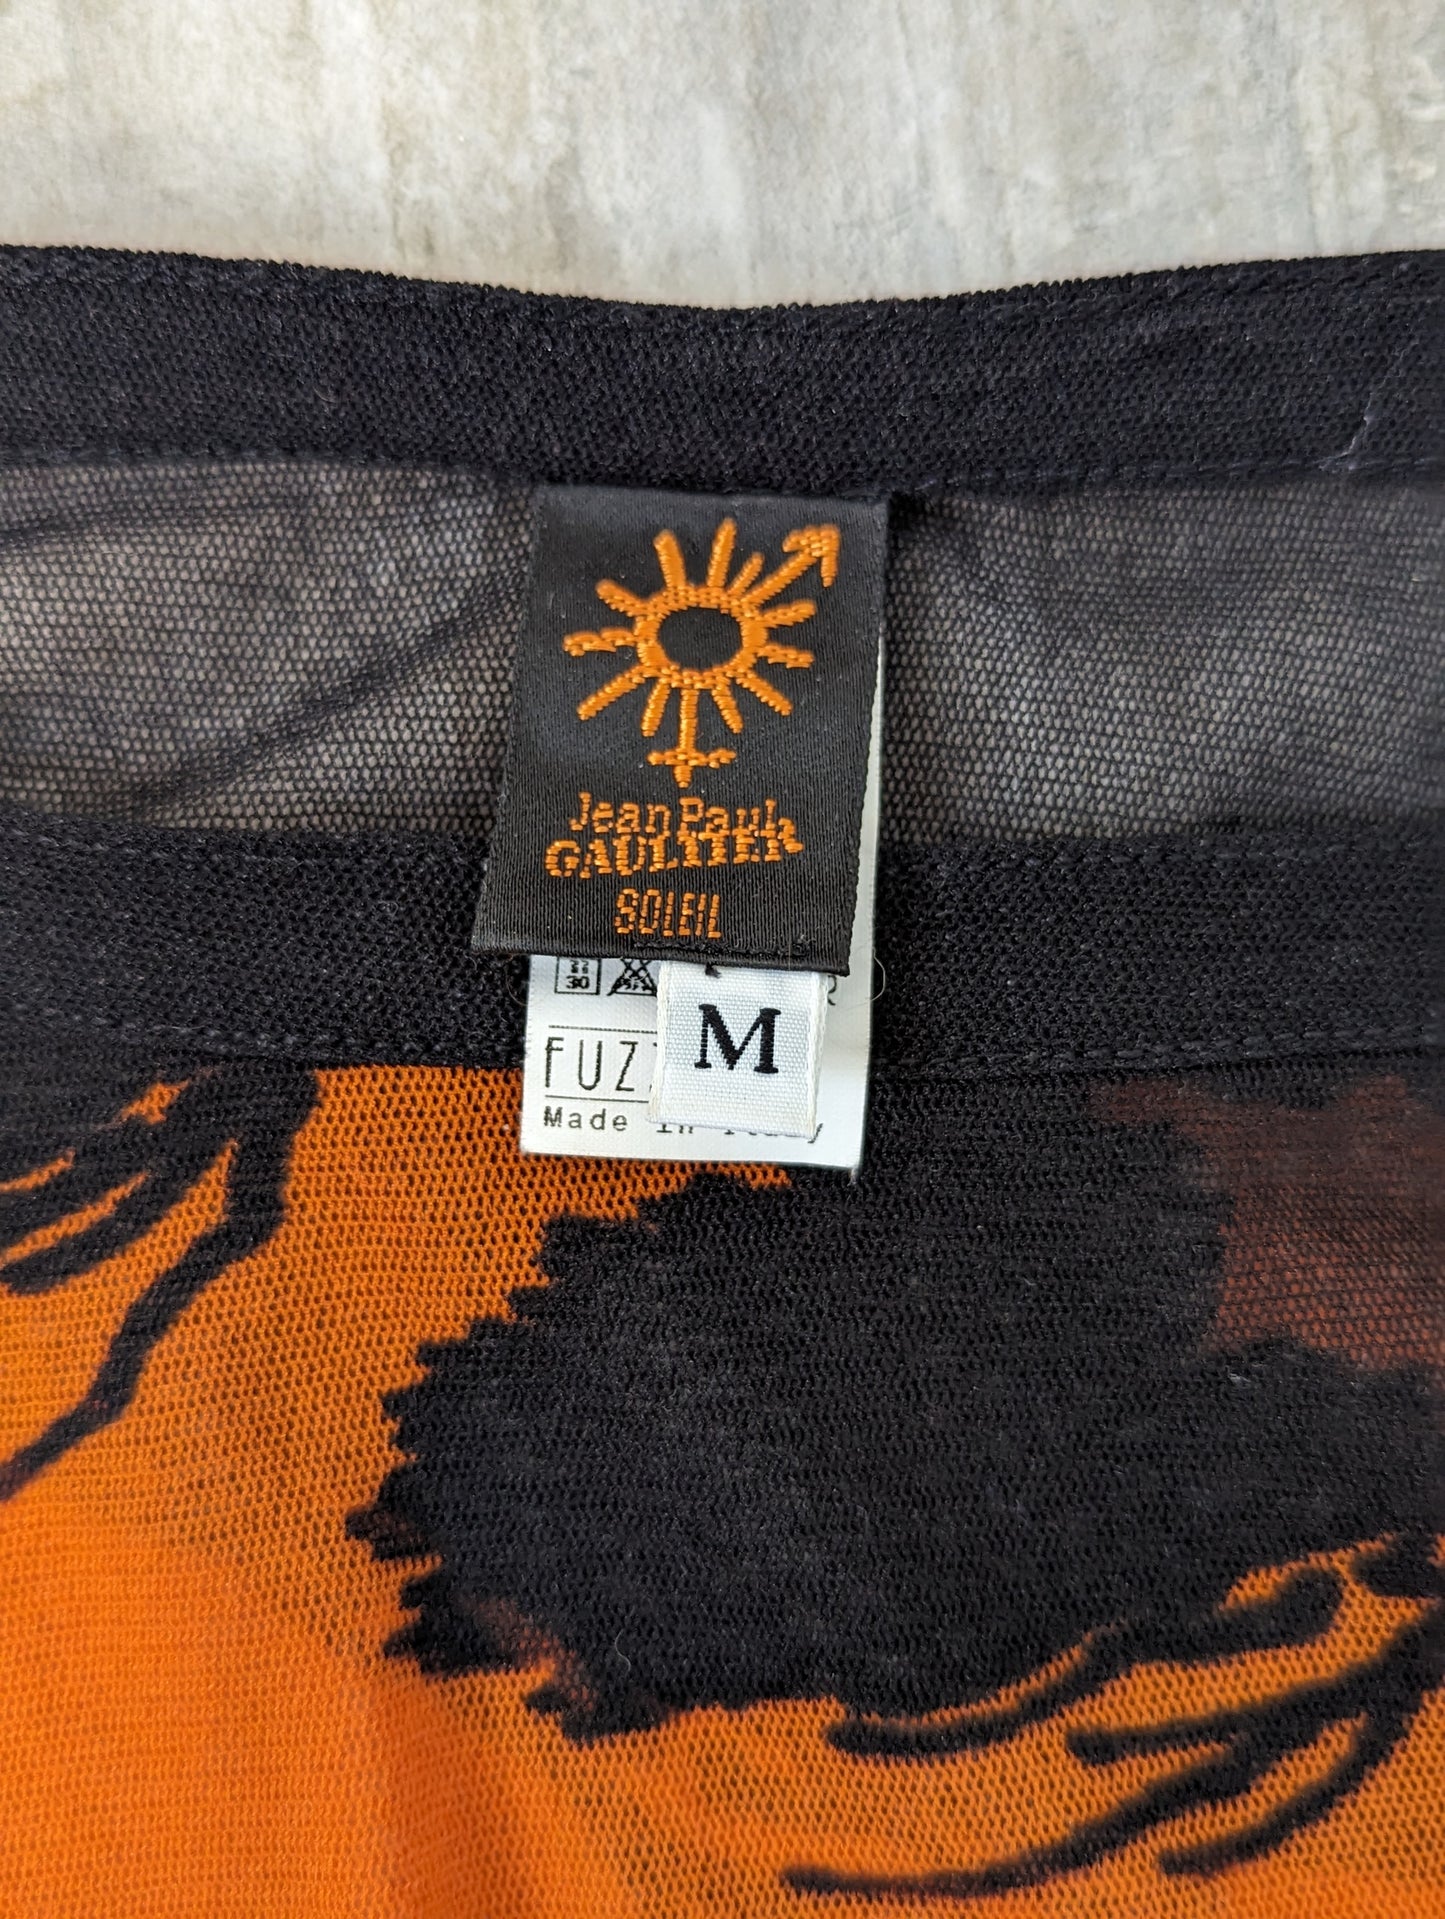 Jean Paul
GAULTIER
SOLEIL
30
M
FUZZ
Made in Italy